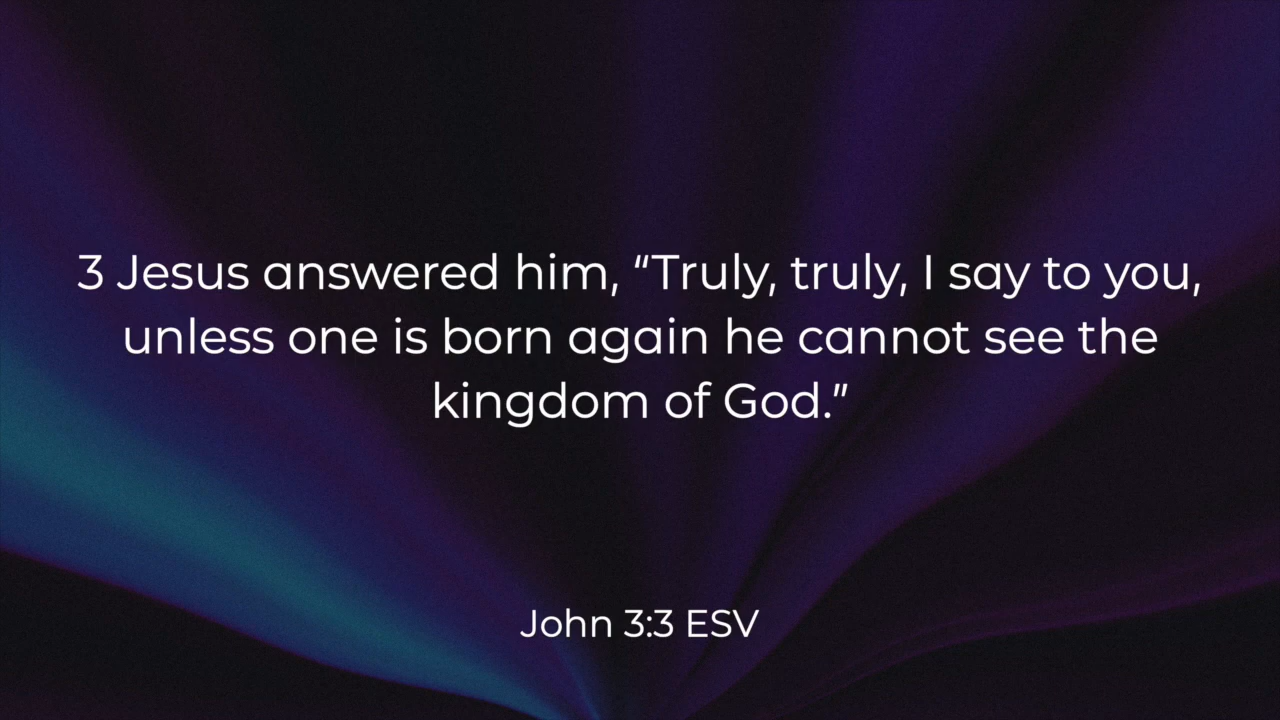 3 Jesus answered him, “Truly, truly, I say to you,
unless one is born again he cannot see the
kingdom of God.”
John 3:3 ESV